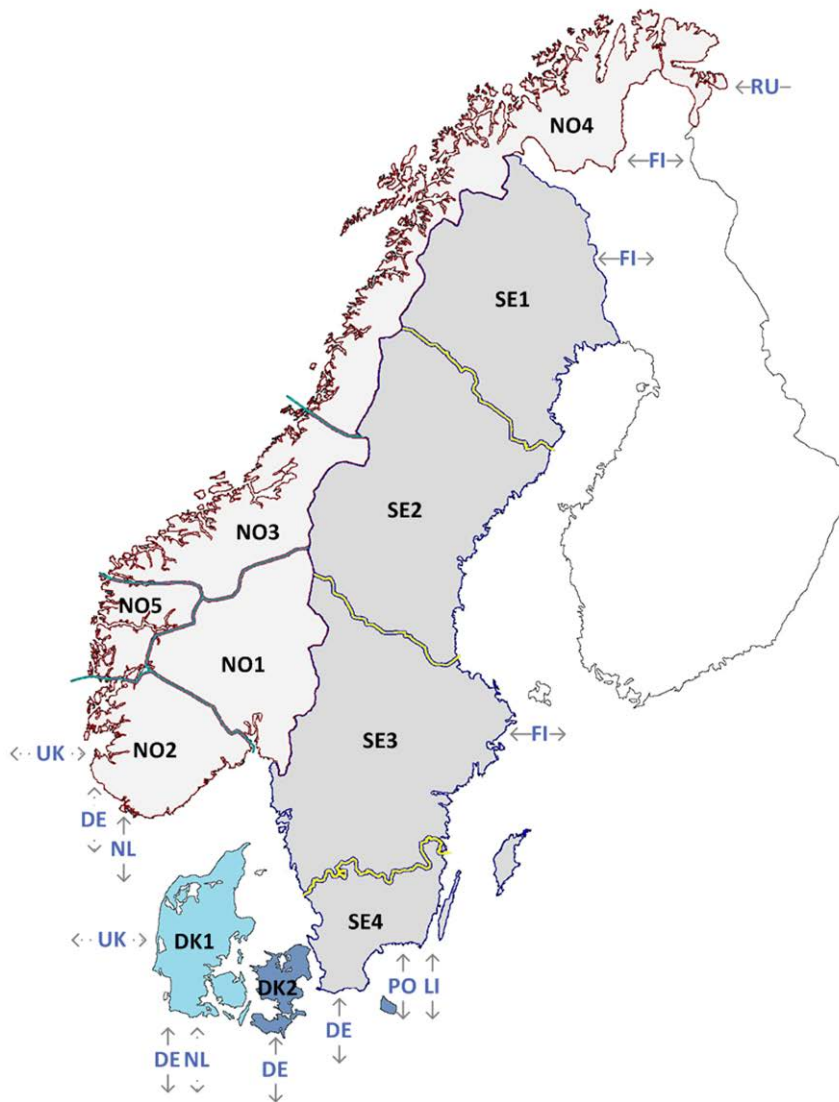 RU
NO4
FI
FI
SE1
SE2
NO3
NO5
NO1
SE3
FI
NO2
UK
DE
NL
SE4
UK
DK1
DK2
PO LI
DE
DE NL
DE